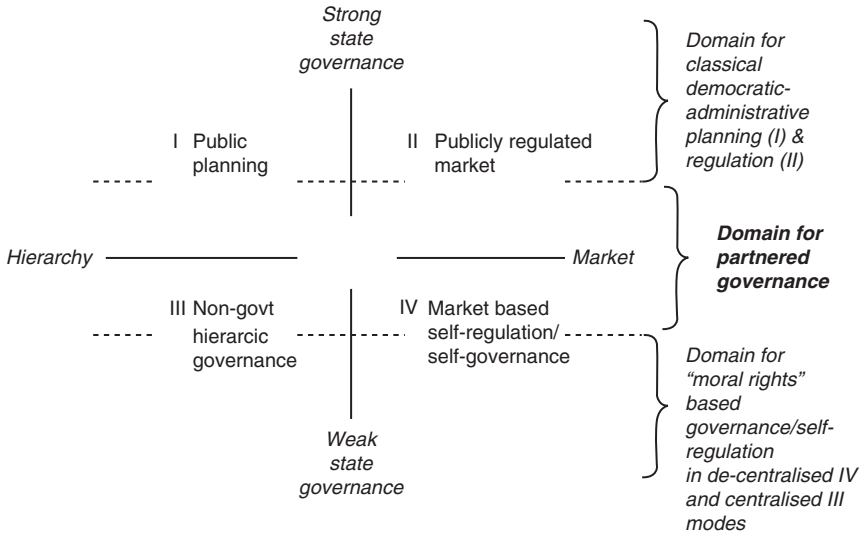 Strong
state
governance
Domain for
classical
democratic-
administrative
planning (I) &
regulation (II)
I Public
planning
II Publicly regulated
market
Hierarchy
Market
Domain for
partnered
governance
III Non-govt
hierarcic
governance
IV Market based
self-regulation/
self-governance
Weak
state
governance
Domain for
“moral rights”
based
governance/self-
regulation
in de-centralised IV
and centralised III
modes